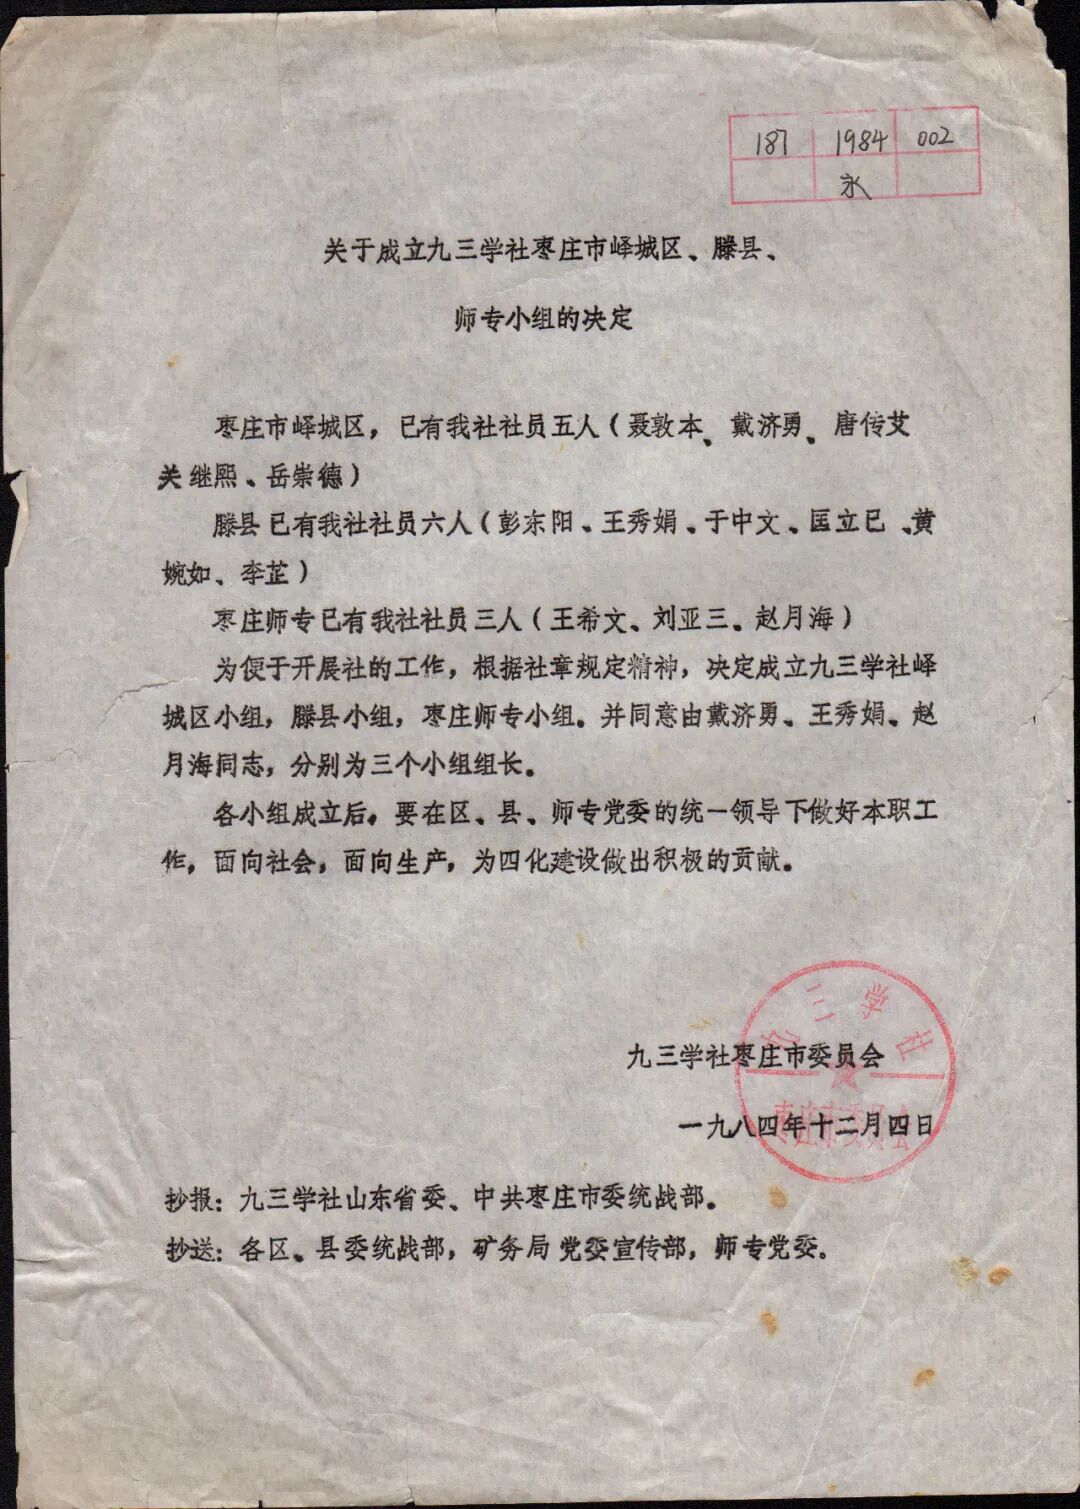 187 1984 002
永
关于成立九三学社枣庄市峄城区、滕县、
师专小组的决定
枣庄市峄城区，已有我社社员五人（聂敦本、戴济勇、唐传艾
关继熙、岳崇德）
滕县已有我社社员六人（彭东阳、王秀娟、于中文、匡立已、黄
婉如、李芷）
枣庄师专已有我社社员三人（王希文、刘亚三、赵月海）
为便于开展社的工作，根据社章规定精神，决定成立九三学社峄
城区小组，滕县小组，枣庄师专小组。并同意由戴济勇、王秀娟、赵
月海同志，分别为三个小组组长。
各小组成立后，要在区、县、师专党委的统一领导下做好本职工
作，面向社会，面向生产，为四化建设做出积极的贡献。
九三学社
九三学社枣庄市委员会
枣庄市委员会
一九八四年十二月四日
抄报：九三学社山东省委、中共枣庄市委统战部。
抄送：各区、县委统战部，矿务局党委宣传部，师专党委。